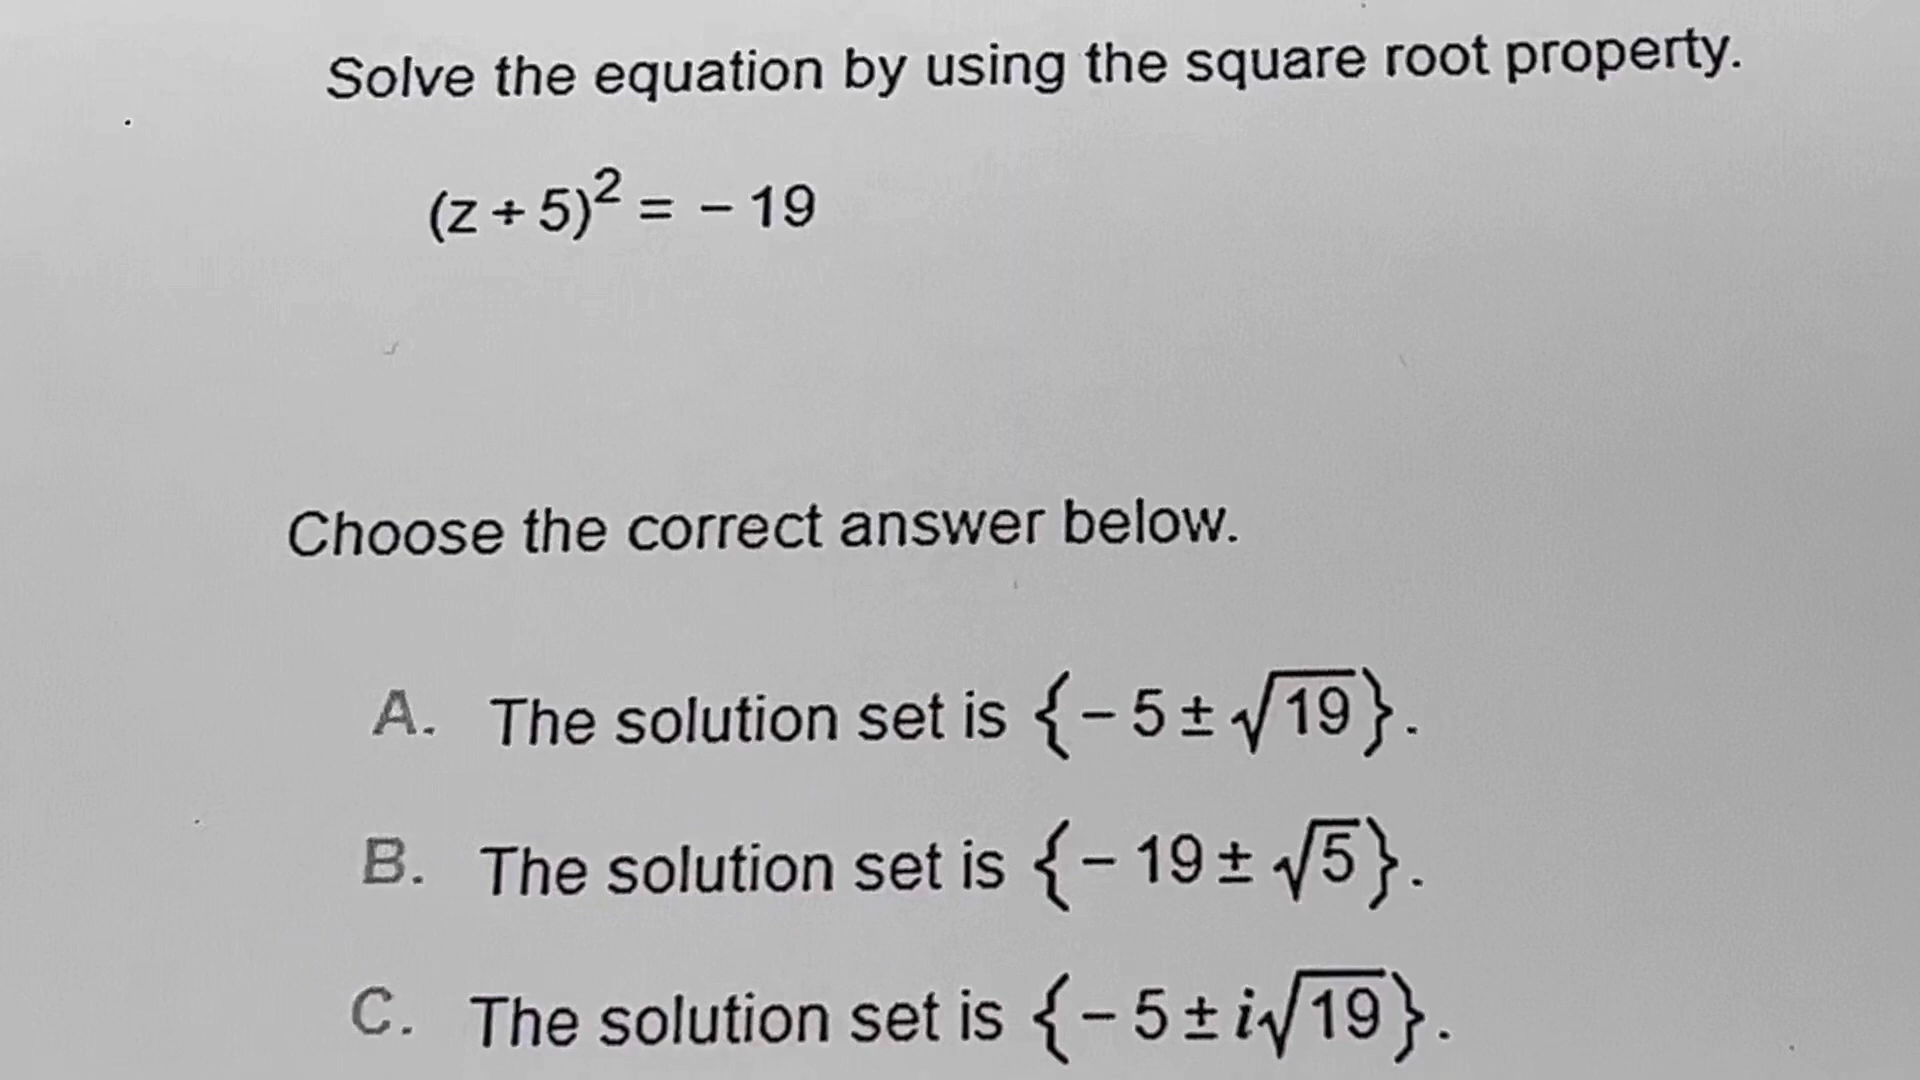 Solve the equation by using the square root property.
(z + 5)² = − 19
Choose the correct answer below.
A. The solution set is {− 5 ± √19}.
B. The solution set is {− 19 ± √5}.
C. The solution set is {− 5 ± i√19}.